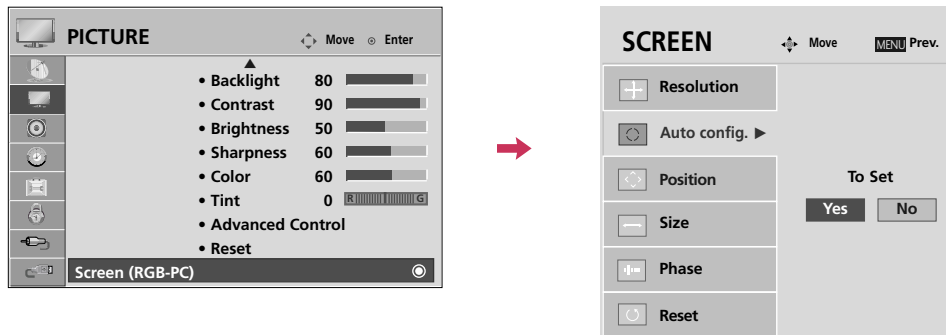 PICTURE
Move ⊙ Enter
• Backlight 80
• Contrast 90
• Brightness 50
• Sharpness 60
• Color 60
• Tint 0 R G
• Advanced Control
• Reset
Screen (RGB-PC)
SCREEN
Move MENU Prev.
Resolution
Auto config. ►
Position
Size
Phase
Reset
To Set
Yes No